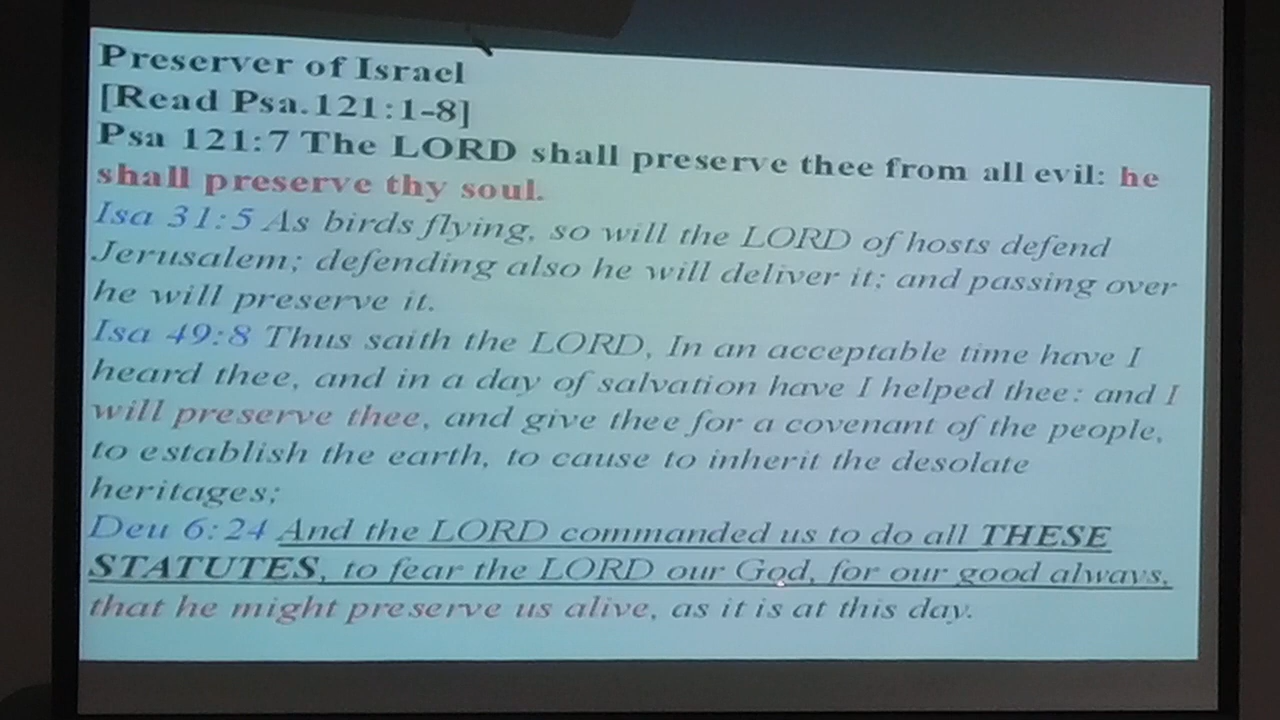 Preserver of Israel
[Read Psa.121:1-8]
Psa 121:7 The LORD shall preserve thee from all evil: he
shall preserve thy soul.
Isa 31:5 As birds flying, so will the LORD of hosts defend
Jerusalem; defending also he will deliver it; and passing over
he will preserve it.
Isa 49:8 Thus saith the LORD, In an acceptable time have I
heard thee, and in a day of salvation have I helped thee: and I
will preserve thee, and give thee for a covenant of the people,
to establish the earth, to cause to inherit the desolate
heritages;
Deu 6:24 And the LORD commanded us to do all THESE
STATUTES, to fear the LORD our God, for our good always,
that he might preserve us alive, as it is at this day.